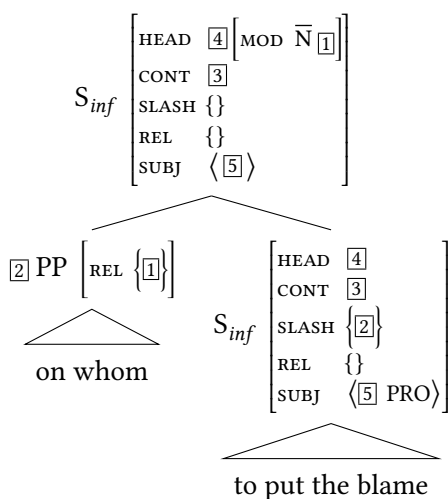 HEAD 4 [MOD N̅ 1]
CONT 3
S_inf SLASH {}
REL {}
SUBJ ⟨ 5 ⟩
2 PP [REL {1}]
on whom
HEAD 4
CONT 3
S_inf SLASH {2}
REL {}
SUBJ ⟨5 PRO⟩
to put the blame